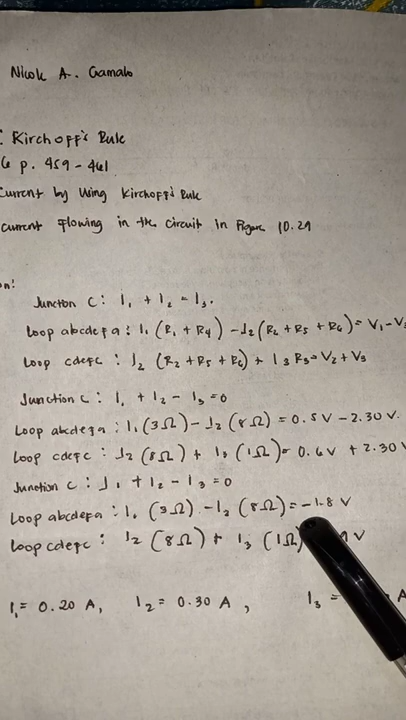 Nicole A. Gamalo
Kirchoff's Rule
p. 459 - 461
Current by Using Kirchoff's Rule
current Flowing in the Circuit in Figure 10.29
on:
Junction C: I₁ + I₂ = I₃.
Loop abcdefa: I₁ (R₁ + R4) - I₂ (R₂ + R5 + R6) = V₁ - V₃
Loop cdefc : I₂ (R₂ + R5 + R6) + I₃ R₃ = V₂ + V₃
Junction c: I₁ + I₂ - I₃ = 0
Loop abcdefa: I₁ (3Ω) - I₂ (8Ω) = 0.5V - 2.30 V.
Loop cdefc: I₂ (8Ω) + I₃ (1Ω) = 0.6V + 2.30 V
Junction c: I₁ + I₂ - I₃ = 0
Loop abcdefa: I₁ (3Ω) - I₂ (8Ω) = -1.8 V
Loop cdefc: I₂ (8Ω) + I₃ (1Ω) V
I₁ = 0.20 A, I₂ = 0.30 A, I₃ = A